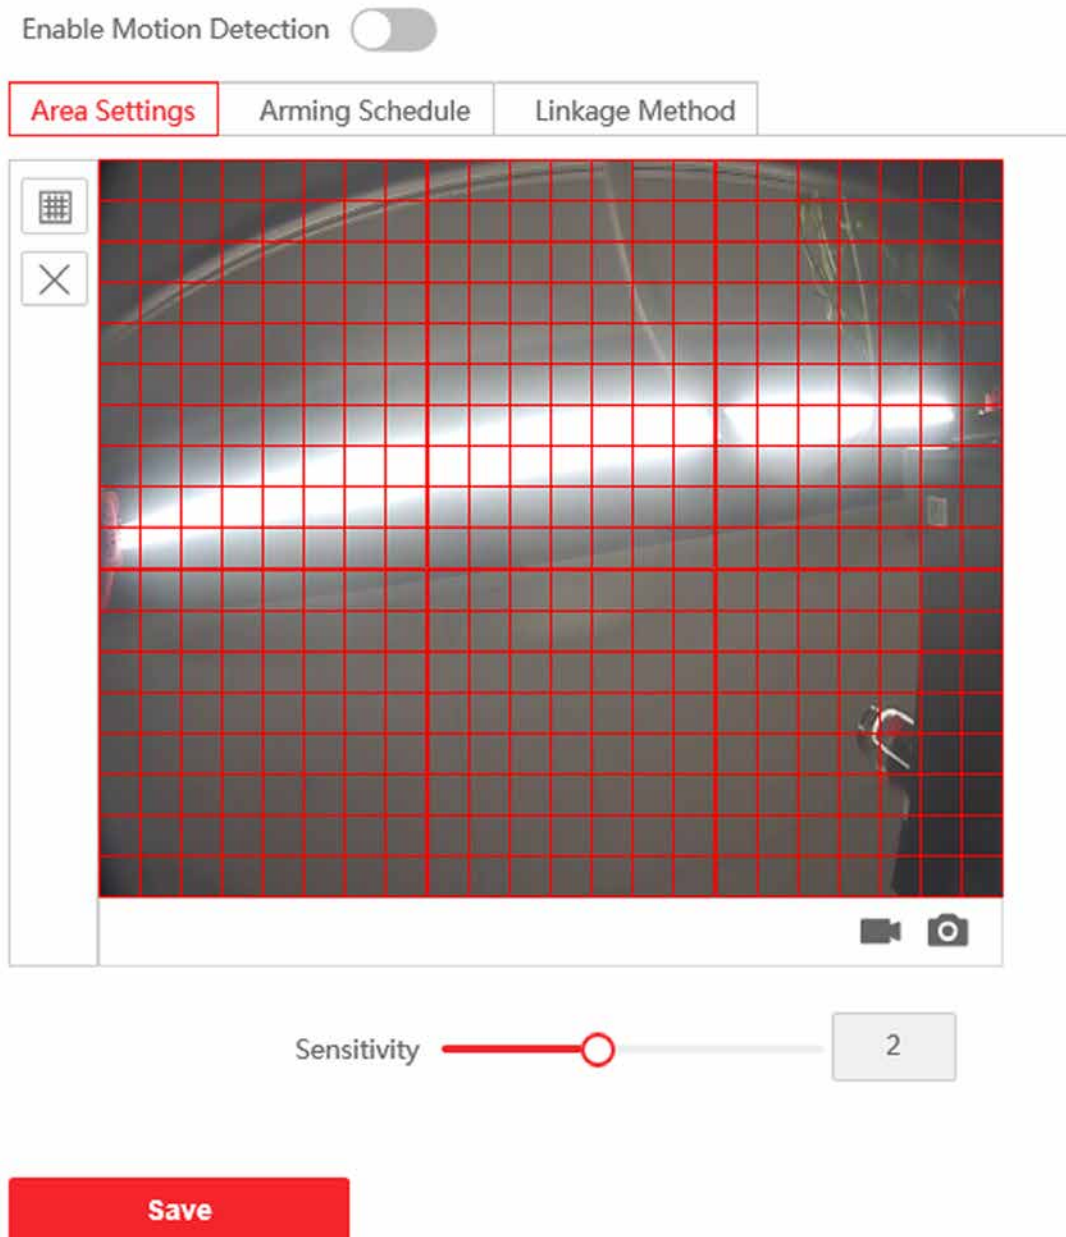 Enable Motion Detection
Area Settings Arming Schedule Linkage Method
Sensitivity 2
Save